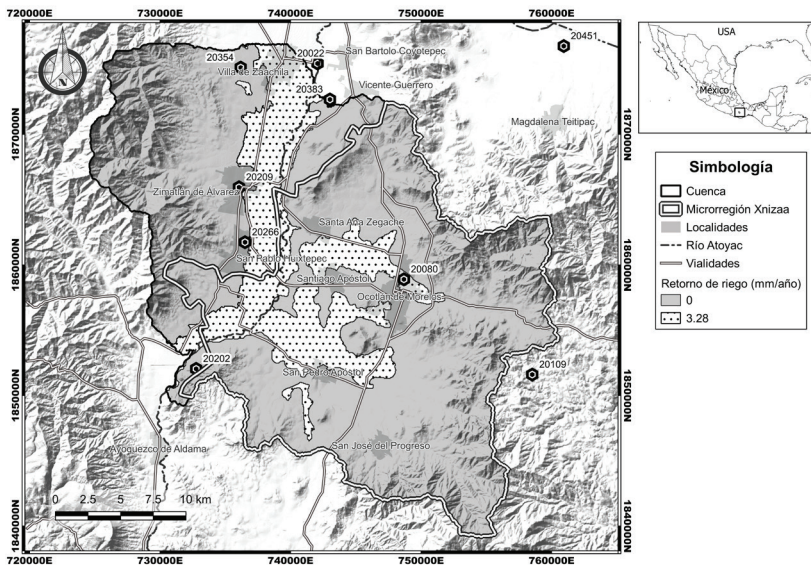 720000E 730000E 740000E 750000E 760000E
20451
20354
20022
San Bartolo Coyotepec
Villa de Zaachila
20383
Vicente Guerrero
Magdalena Teitipac
1870000N
1870000N
20209
Zimatlán de Álvarez
Santa Ana Zegache
20266
San Pablo Huixtepec
1860000N
1860000N
Santiago Apóstol
20080
Ocotlán de Morelos
20202
San Pedro Apóstol
20109
1850000N
1850000N
Ayoquezco de Aldama
San José del Progreso
0 2.5 5 7.5 10 km
1840000N
1840000N
720000E 730000E 740000E 750000E 760000E
N
USA
México
Simbología
Cuenca
Microrregión Xnizaa
Localidades
Río Atoyac
Vialidades
Retorno de riego (mm/año)
0
3.28